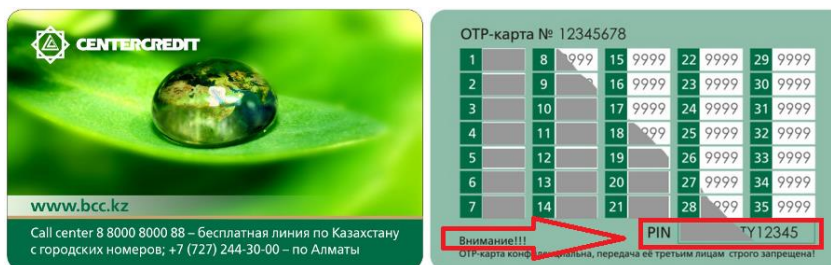 CENTERCREDIT
www.bcc.kz
Call center 8 8000 8000 88 – бесплатная линия по Казахстану
с городских номеров; +7 (727) 244-30-00 – по Алматы
OTP-карта № 12345678
1 8 999 15 9999 22 9999 29 9999
2 9 16 9999 23 9999 30 9999
3 10 17 9999 24 9999 31 9999
4 11 18 999 25 9999 32 9999
5 12 19 26 9999 33 9999
6 13 20 27 9999 34 9999
7 14 21 28 35 9999
PIN TY12345
Внимание!!!
OTP-карта конфиденциальна, передача её третьим лицам строго запрещена!